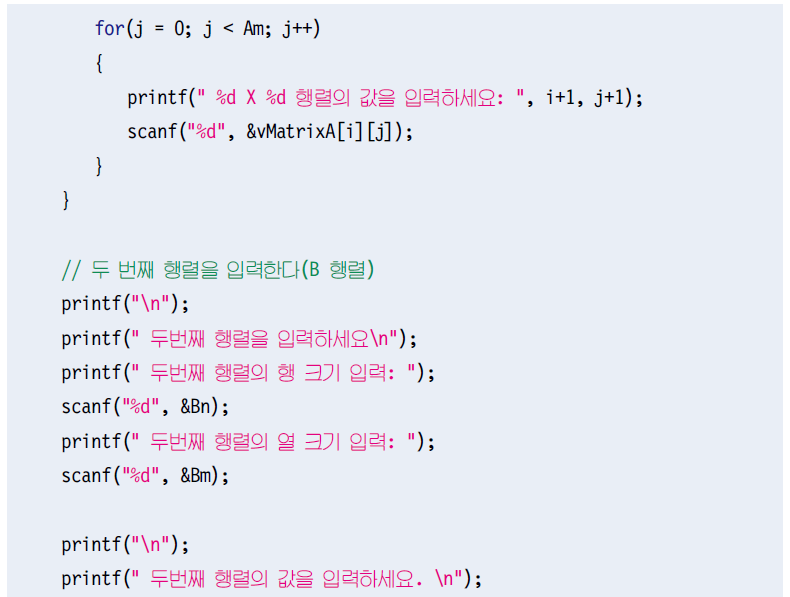 for(j = 0; j < Am; j++)
{
printf(" %d X %d 행렬의 값을 입력하세요: ", i+1, j+1);
scanf("%d", &vMatrixA[i][j]);
}
}
// 두 번째 행렬을 입력한다(B 행렬)
printf("\n");
printf(" 두번째 행렬을 입력하세요\n");
printf(" 두번째 행렬의 행 크기 입력: ");
scanf("%d", &Bn);
printf(" 두번째 행렬의 열 크기 입력: ");
scanf("%d", &Bm);
printf("\n");
printf(" 두번째 행렬의 값을 입력하세요. \n");